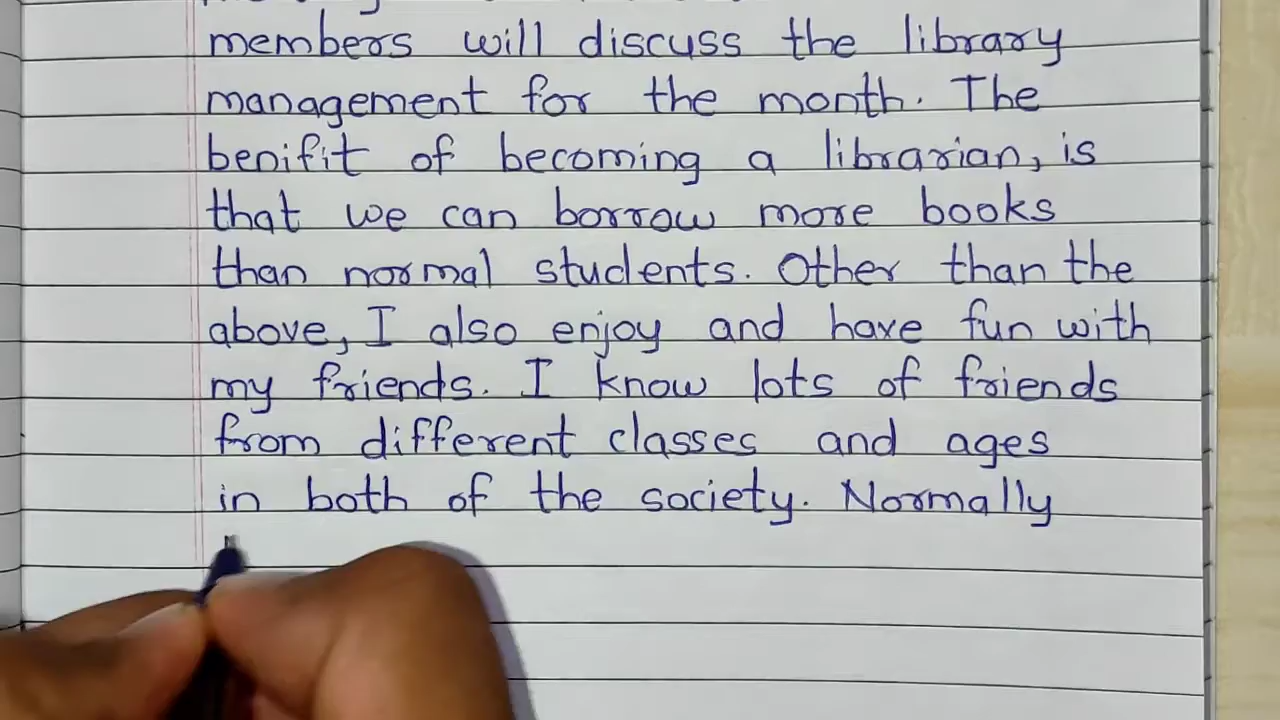 members will discuss the library
management for the month. The
benifit of becoming a librarian, is
that we can borrow more books
than normal students. Other than the
above, I also enjoy and have fun with
my friends. I know lots of friends
from different classes and ages
in both of the society. Normally